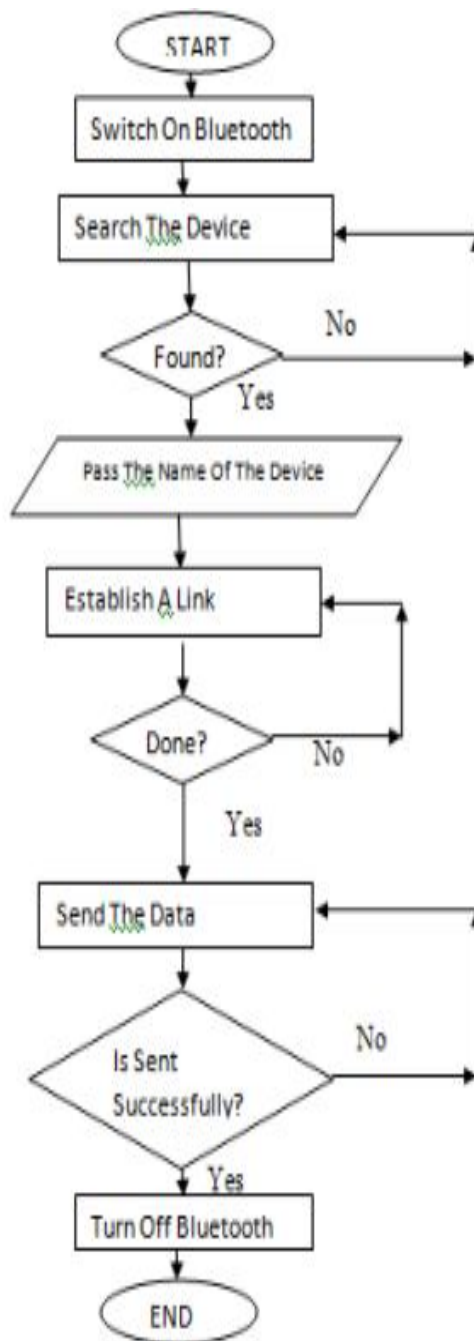 START
Switch On Bluetooth
Search The Device
Found?
No
Yes
Pass The Name Of The Device
Establish A Link
Done?
No
Yes
Send The Data
Is Sent
Successfully?
No
Yes
Turn Off Bluetooth
END